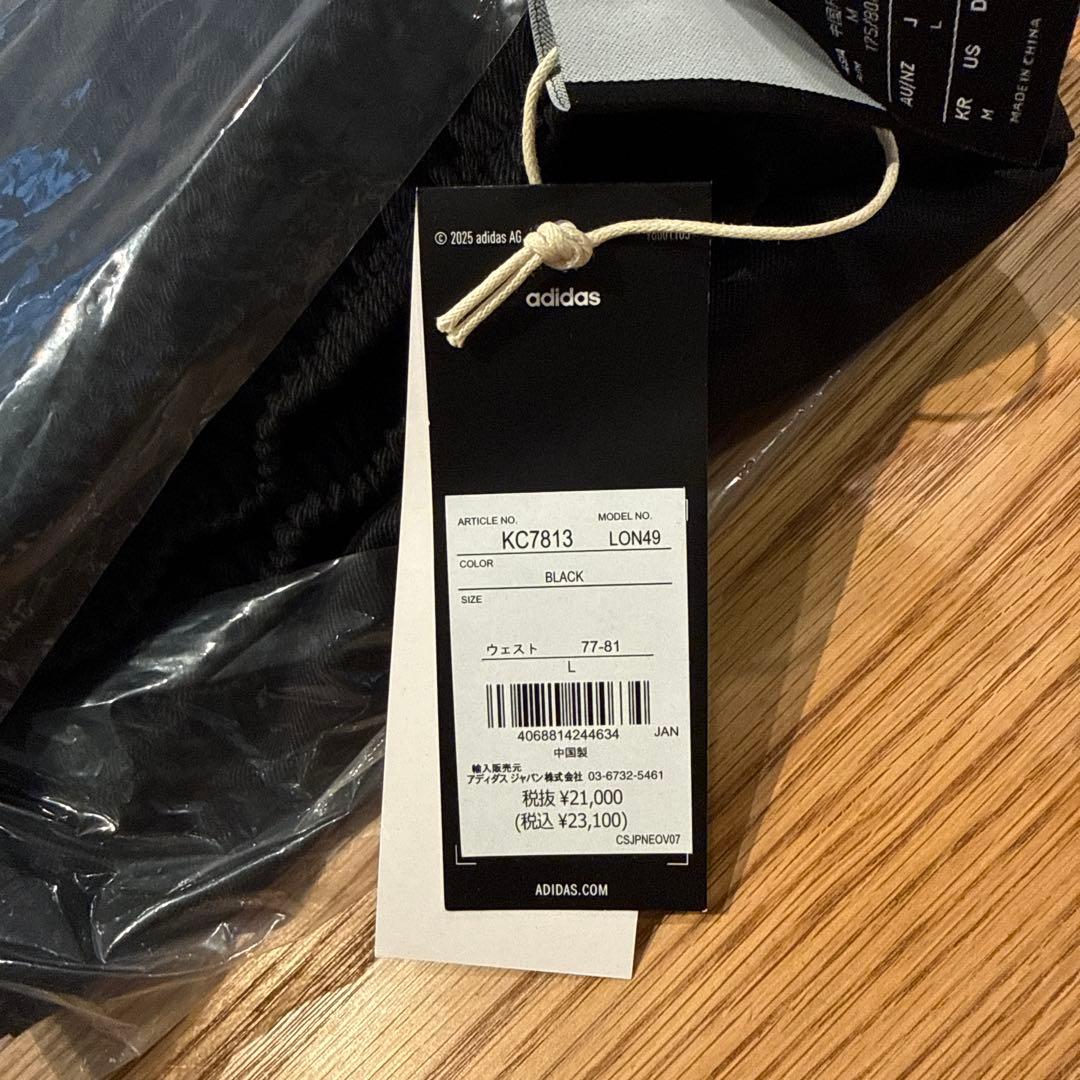 M
175/80
AU/NZ
J
L
KR
US
D
M
MADE IN CHINA
© 2025 adidas AG
adidas
ARTICLE NO.
MODEL NO.
KC7813
LON49
COLOR
BLACK
SIZE
ウェスト 77-81
L
4068814244634
JAN
中国製
輸入販売元
アディダス ジャパン株式会社 03-6732-5461
税抜 ¥21,000
(税込 ¥23,100)
CSJPNEOV07
ADIDAS.COM